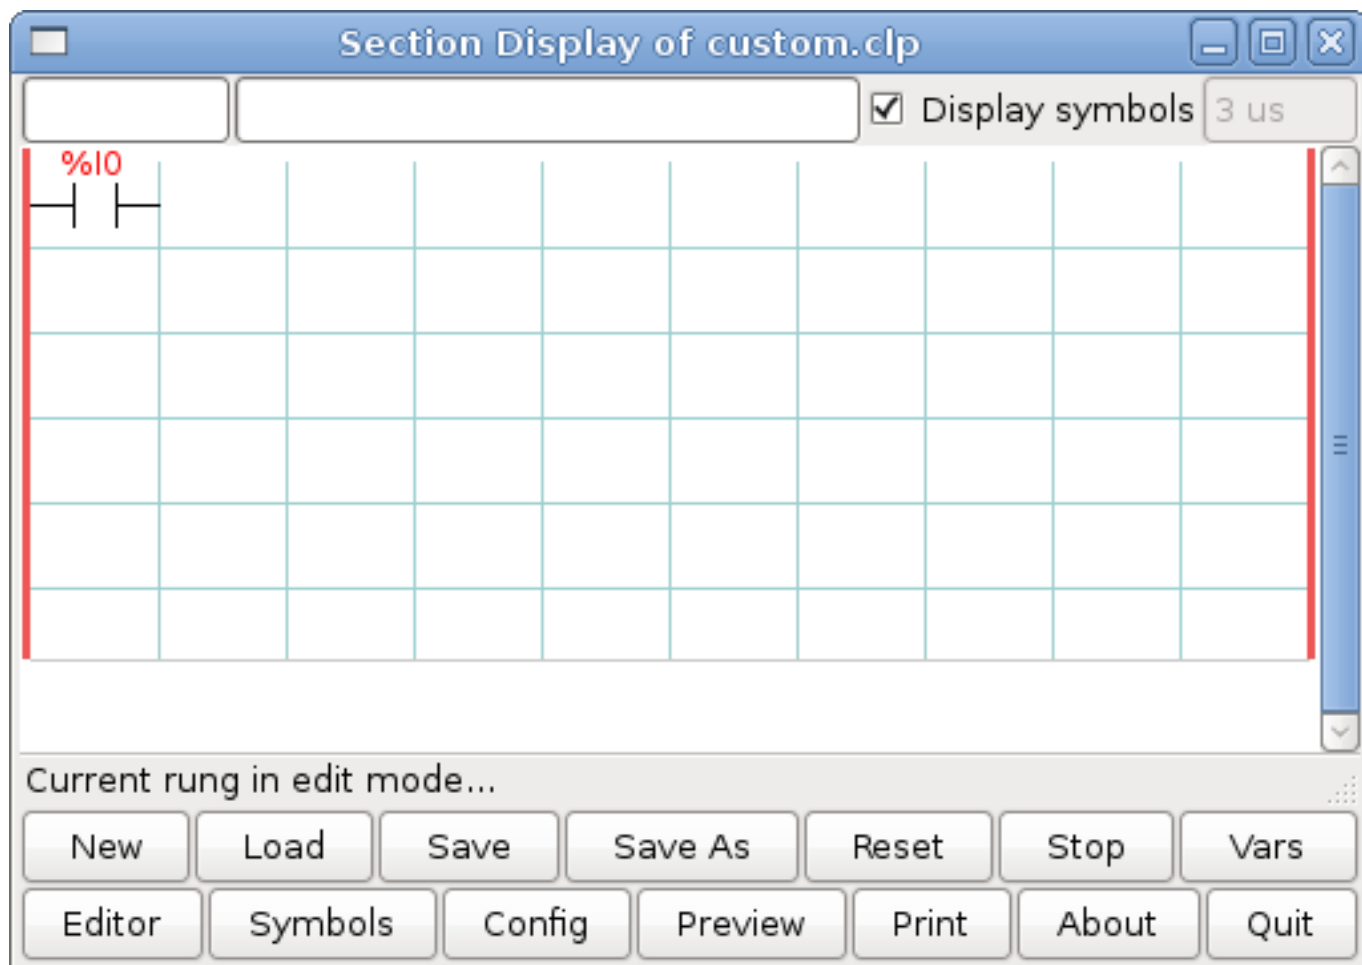 Section Display of custom.clp
Display symbols 3 us
%I0
Current rung in edit mode...
New Load Save Save As Reset Stop Vars
Editor Symbols Config Preview Print About Quit